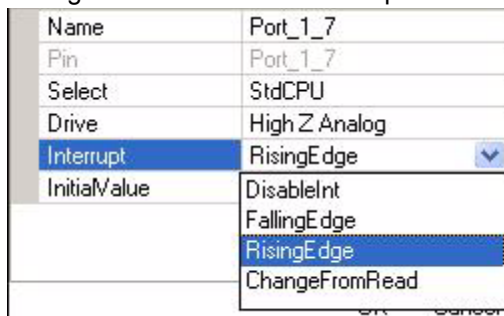 Name Port_1_7
Pin Port_1_7
Select StdCPU
Drive High Z Analog
Interrupt RisingEdge
InitialValue
DisableInt
FallingEdge
RisingEdge
ChangeFromRead